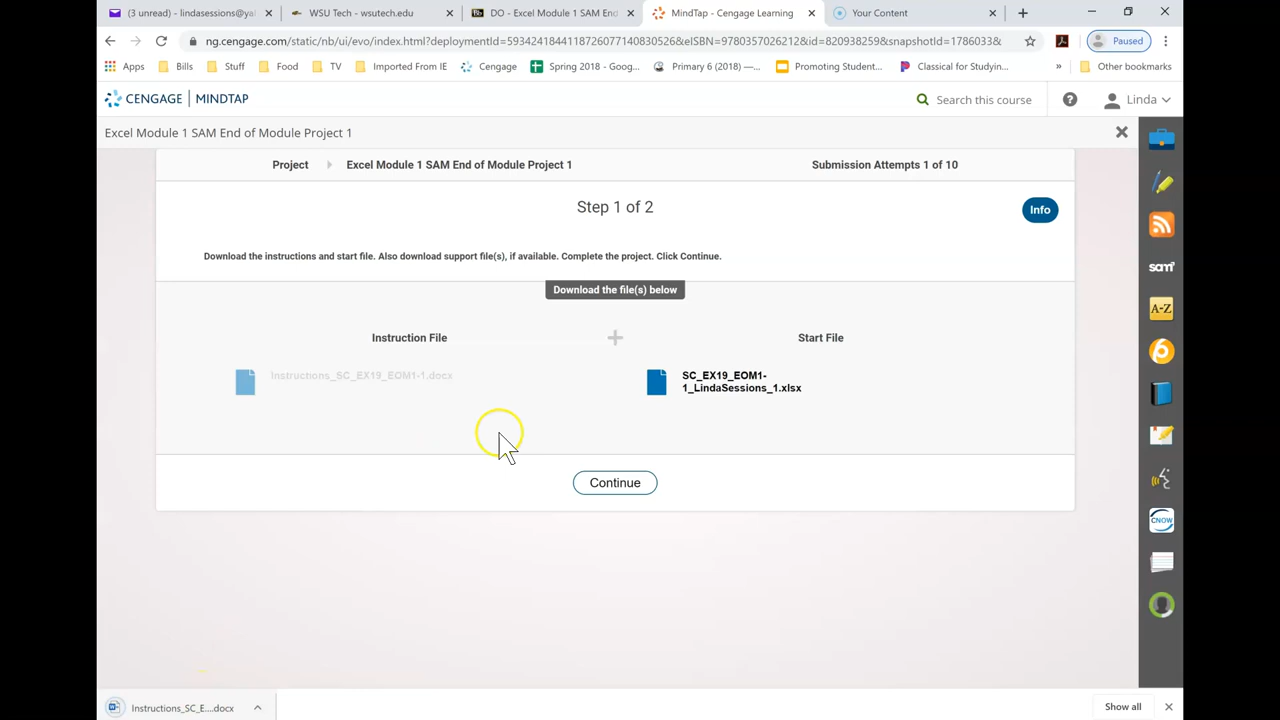 (3 unread) - lindasessions@yal
WSU Tech - wsutech.edu
DO - Excel Module 1 SAM End
MindTap - Cengage Learning
Your Content
ng.cengage.com/static/nb/ui/evo/index.html?deploymentId=5934241844118726077140830526&eISBN=9780357026212&id=820938298&snapshotId=1786033&
Paused
Apps
Bills
Stuff
Food
TV
Imported From IE
Cengage
Spring 2018 - Goog...
Primary 6 (2018) —...
Promoting Student...
Classical for Studyin...
»
Other bookmarks
CENGAGE | MINDTAP
Search this course
Linda
Excel Module 1 SAM End of Module Project 1
Project
Excel Module 1 SAM End of Module Project 1
Submission Attempts 1 of 10
Step 1 of 2
Info
Download the instructions and start file. Also download support file(s), if available. Complete the project. Click Continue.
Download the file(s) below
Instruction File
Start File
Instructions_SC_EX19_EOM1-1.docx
SC_EX19_EOM1-
1_LindaSessions_1.xlsx
Continue
sam
A-Z
CNOW
Instructions_SC_E....docx
Show all